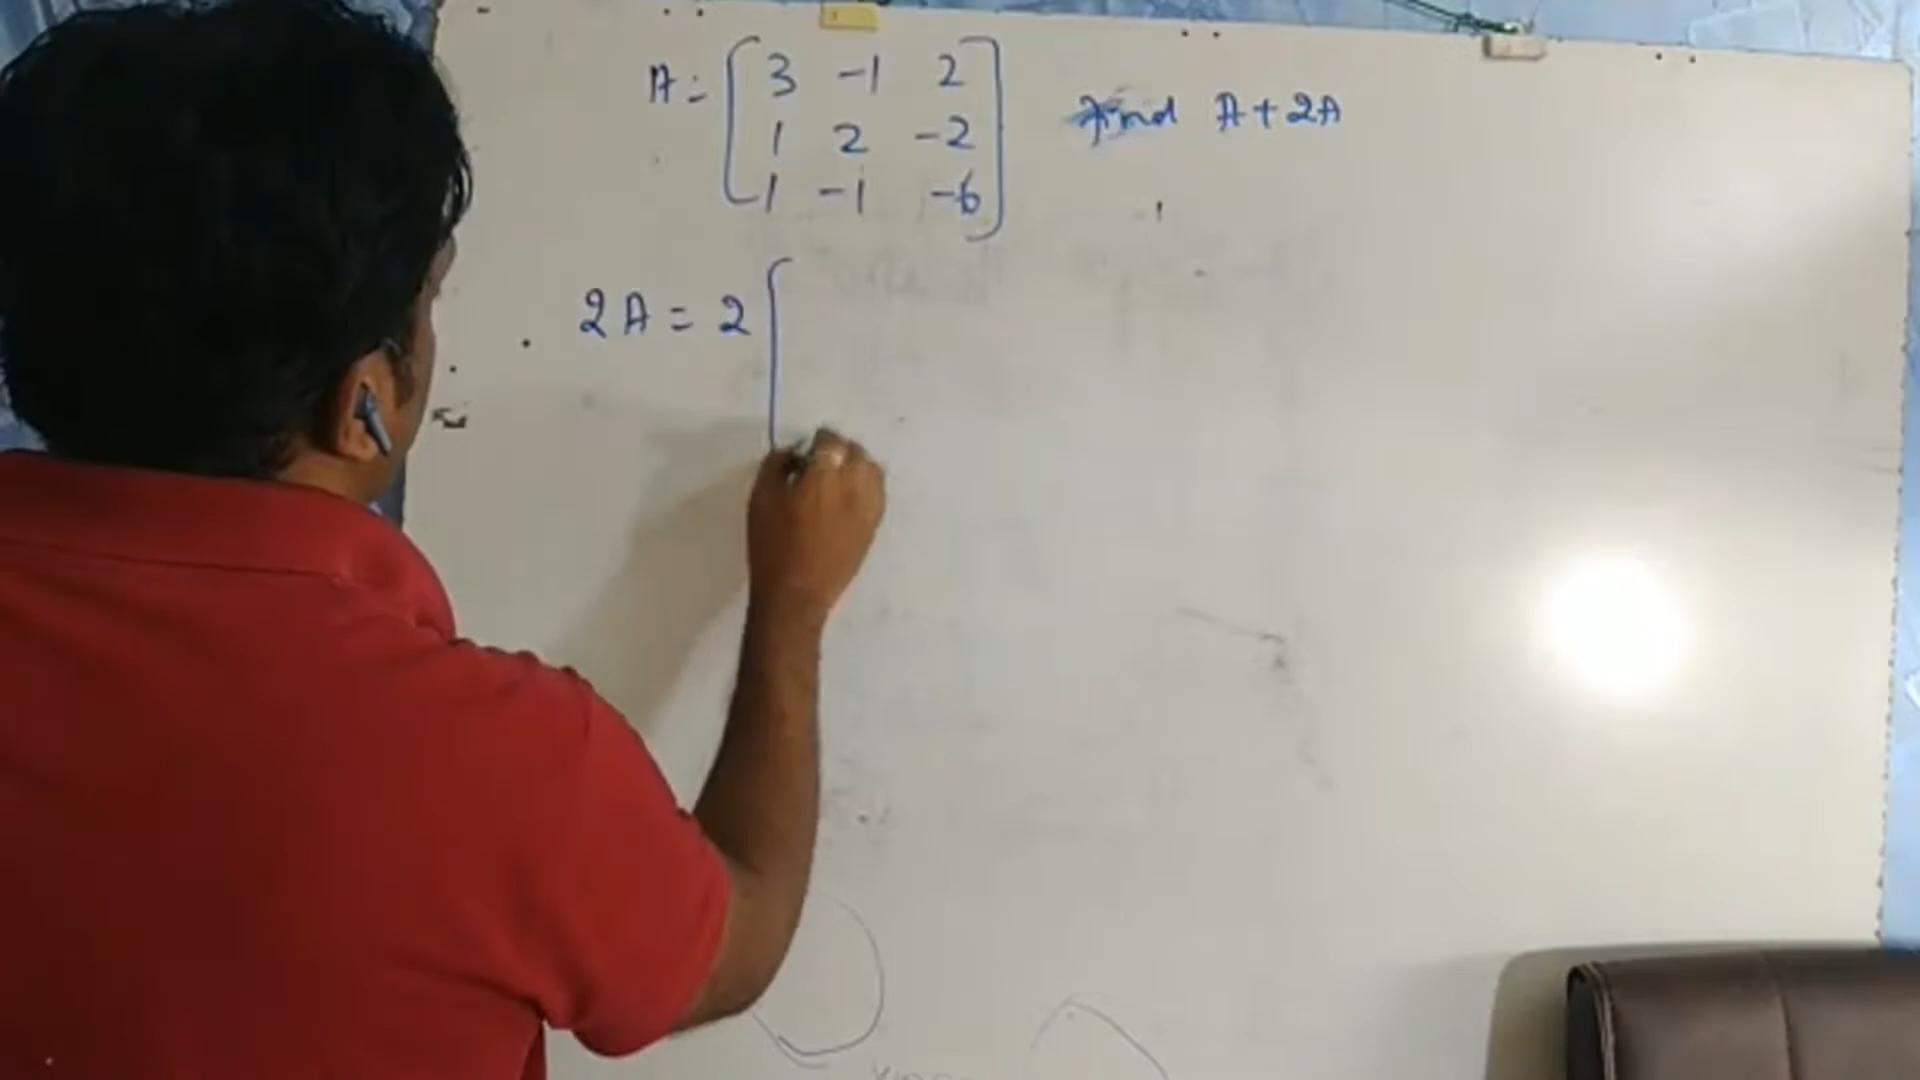 A = [3 -1 2
1 2 -2
1 -1 -6] Find A + 2A
2A = 2 [